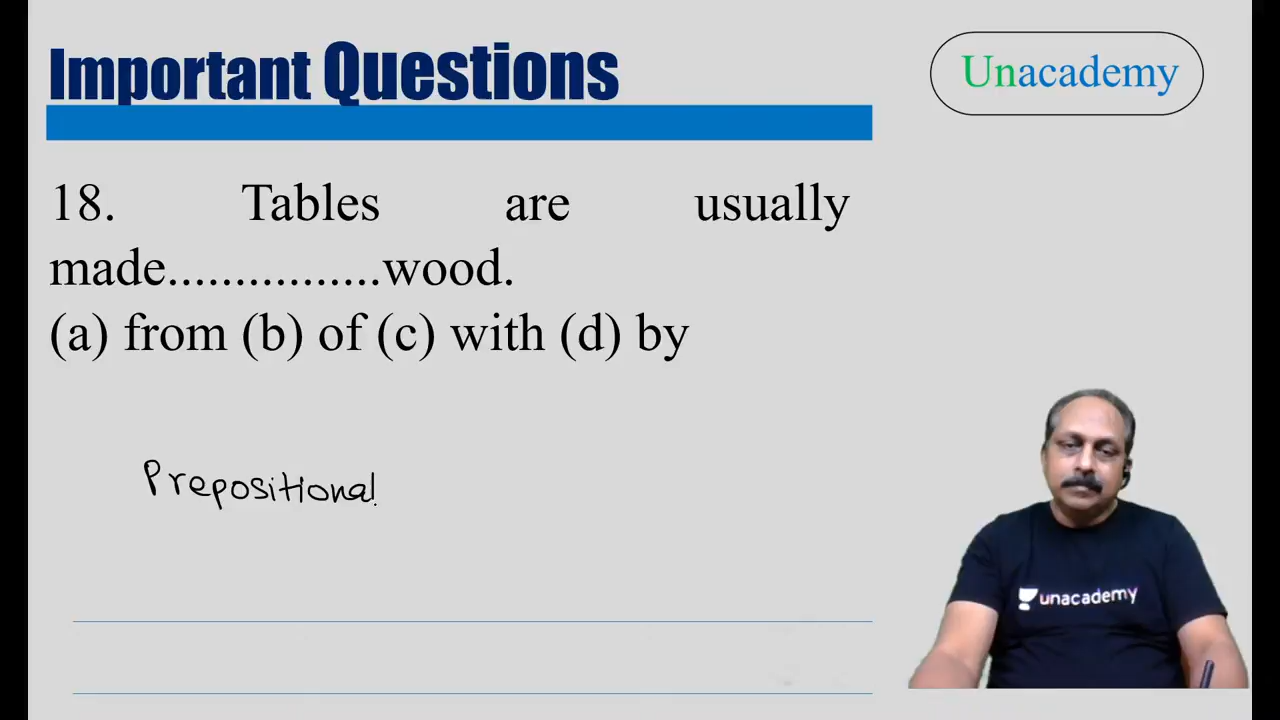 Important Questions
Unacademy
18. Tables are usually
made................wood.
(a) from (b) of (c) with (d) by
Prepositional
unacademy